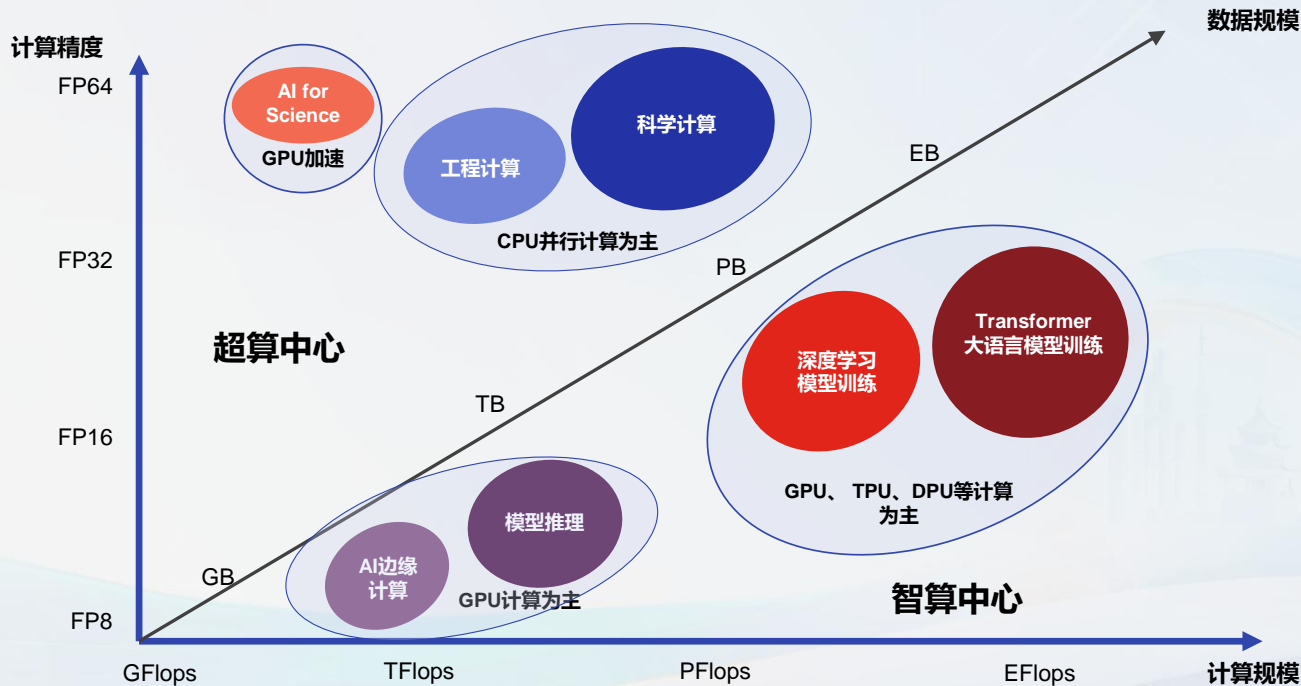 数据规模
计算精度
FP64
AI for
Science
GPU加速
科学计算
工程计算
CPU并行计算为主
EB
FP32
PB
超算中心
Transformer
大语言模型训练
深度学习
模型训练
TB
FP16
GPU、 TPU、DPU等计算
为主
模型推理
AI边缘
计算
GPU计算为主
GB
智算中心
FP8
GFlops
TFlops
PFlops
EFlops
计算规模